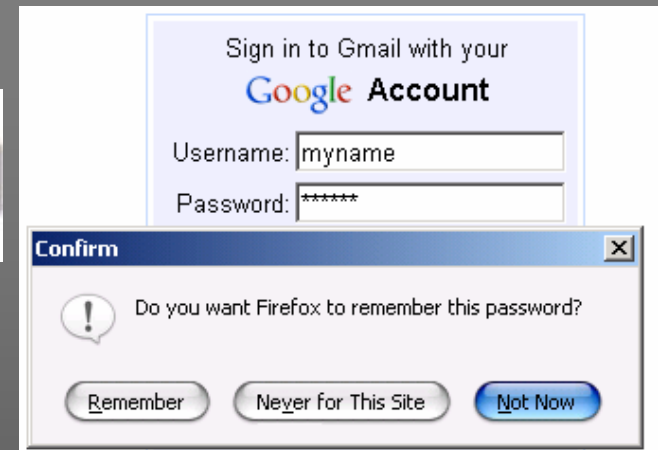 Sign in to Gmail with your
Google Account
Username: myname
Password: ******
Confirm
Do you want Firefox to remember this password?
Remember Never for This Site Not Now